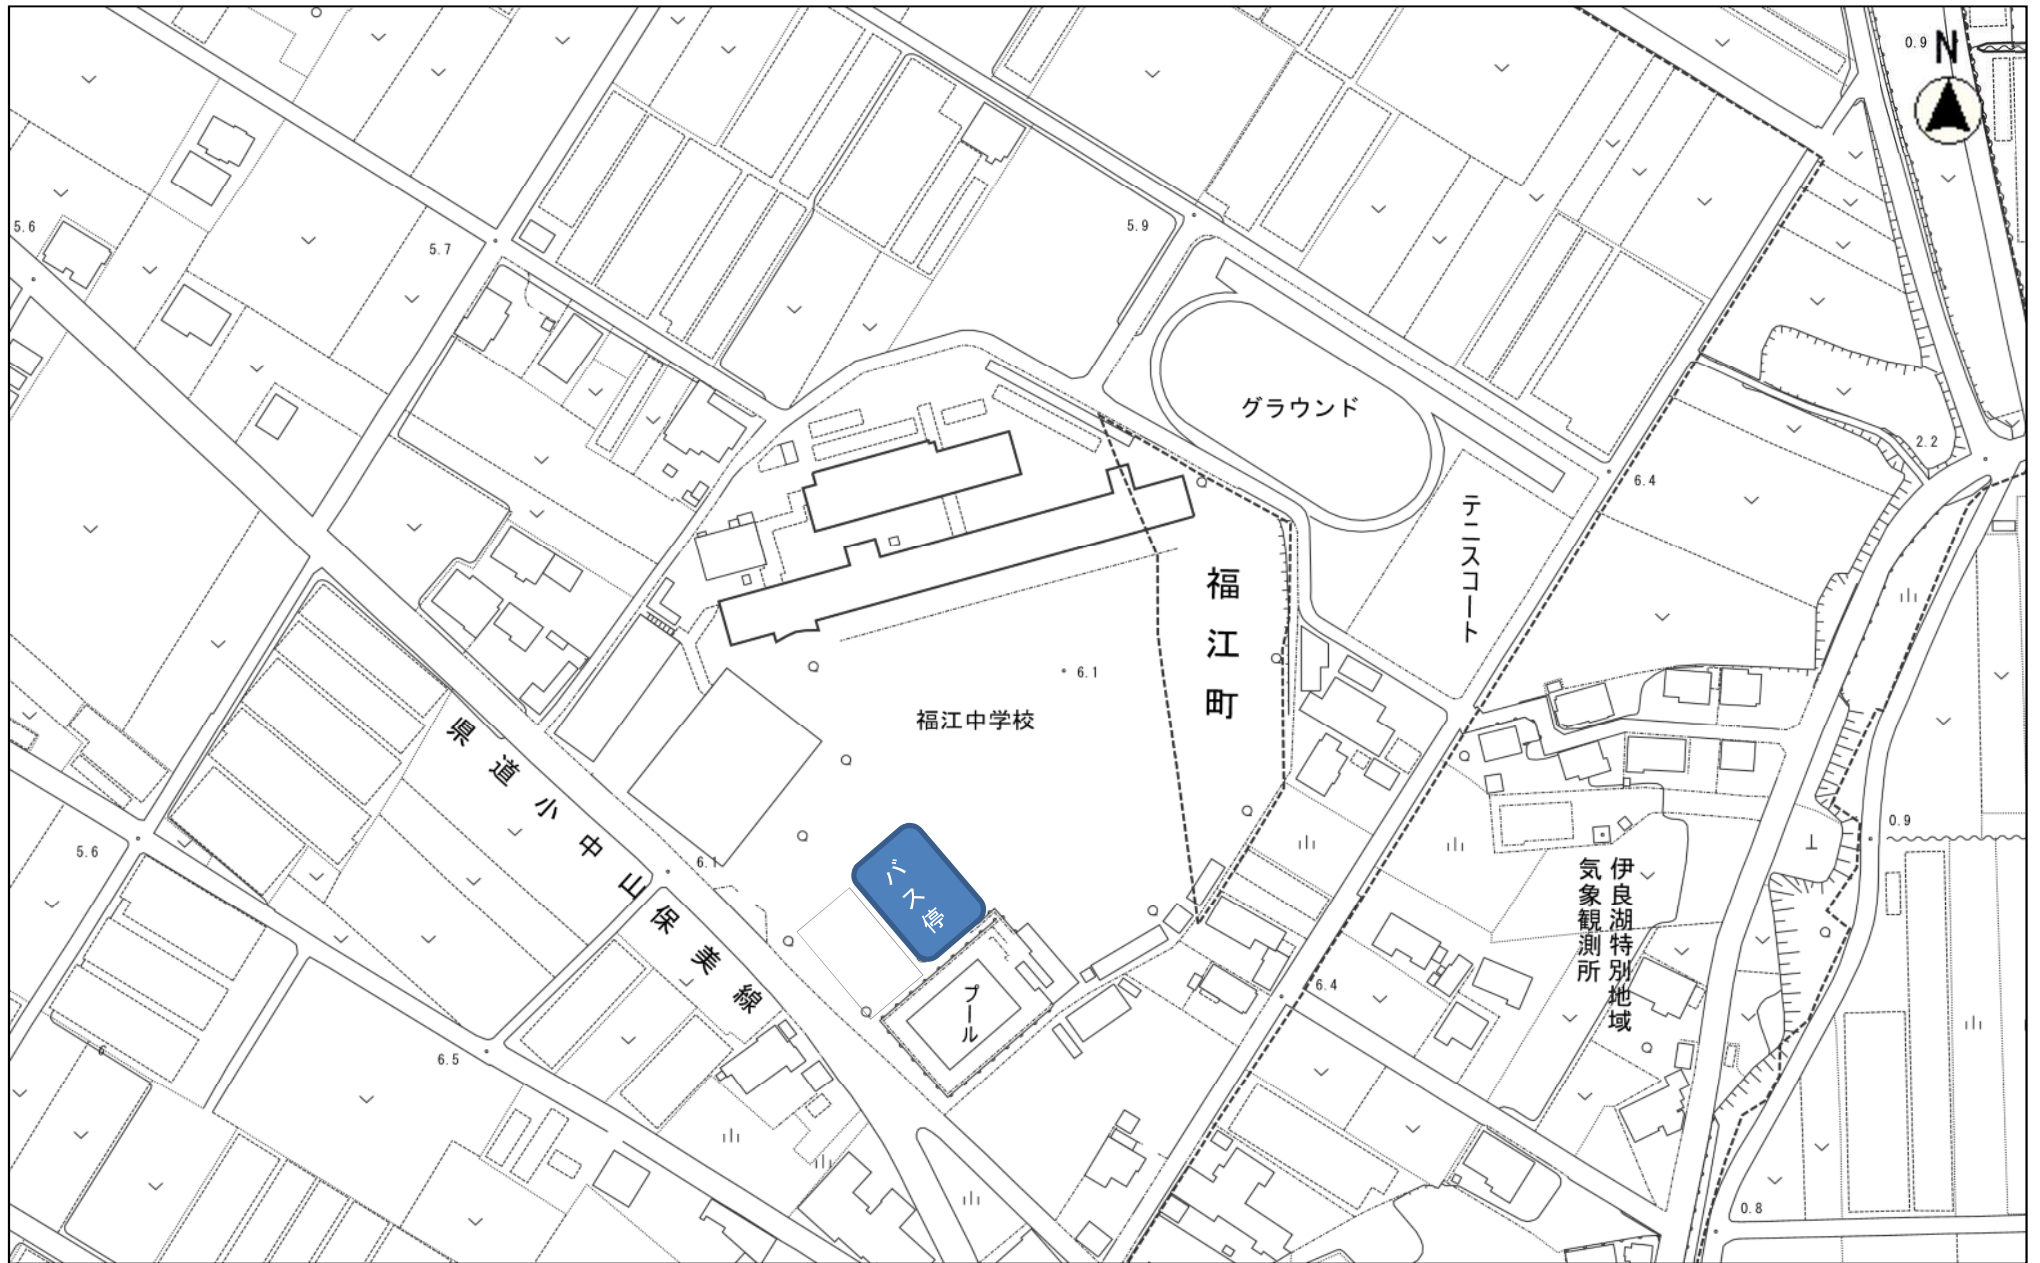 0.9
N
5.6
5.7
5.9
グラウンド
2.2
6.4
テニスコート
福江町
6.1
福江中学校
県道小中山保美線
5.6
6.1
0.9
バス停
伊良湖特別地域
気象観測所
プール
6.4
6.5
6
0.8